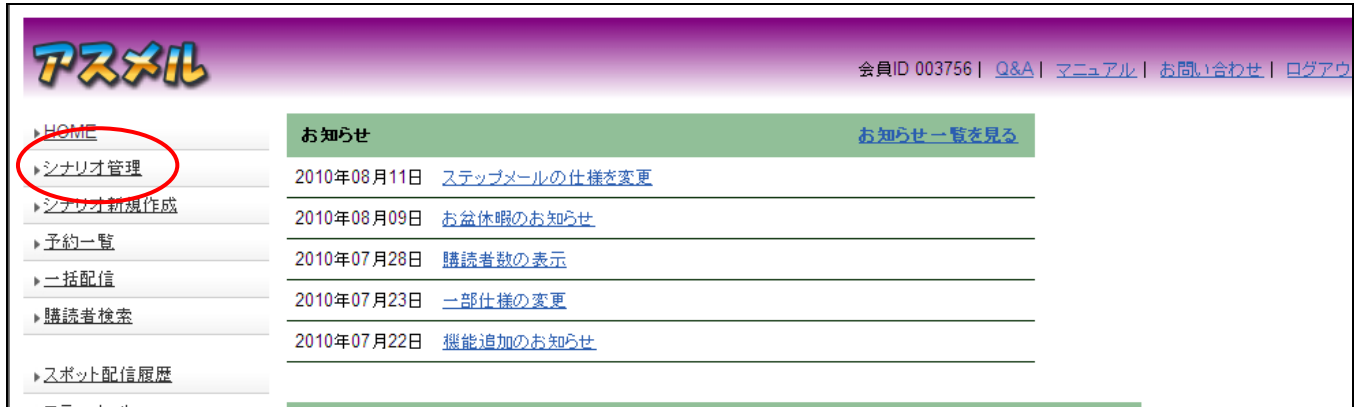 アスメル
会員ID 003756 | Q&A | マニュアル | お問い合わせ | ログアウ
HOME
シナリオ管理
シナリオ新規作成
予約一覧
一括配信
購読者検索
スポット配信履歴
お知らせ お知らせ一覧を見る
2010年08月11日 ステップメールの仕様を変更
2010年08月09日 お盆休暇のお知らせ
2010年07月28日 購読者数の表示
2010年07月23日 一部仕様の変更
2010年07月22日 機能追加のお知らせ